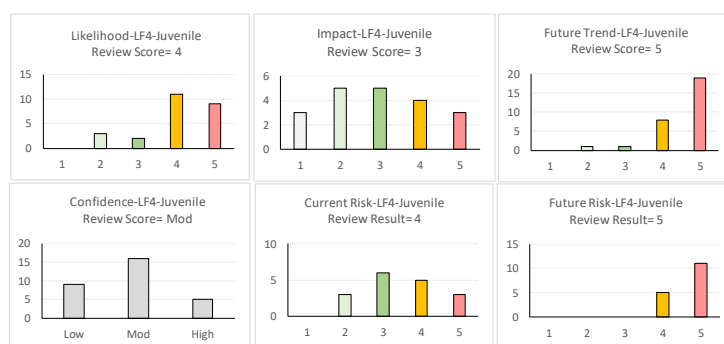 Likelihood-LF4-Juvenile
Review Score= 4
15
10
5
0
1 2 3 4 5
Impact-LF4-Juvenile
Review Score= 3
6
4
2
0
1 2 3 4 5
Future Trend-LF4-Juvenile
Review Score= 5
20
15
10
5
0
1 2 3 4 5
Confidence-LF4-Juvenile
Review Score= Mod
20
15
10
5
0
Low Mod High
Current Risk-LF4-Juvenile
Review Result= 4
10
5
0
1 2 3 4 5
Future Risk-LF4-Juvenile
Review Result= 5
15
10
5
0
1 2 3 4 5